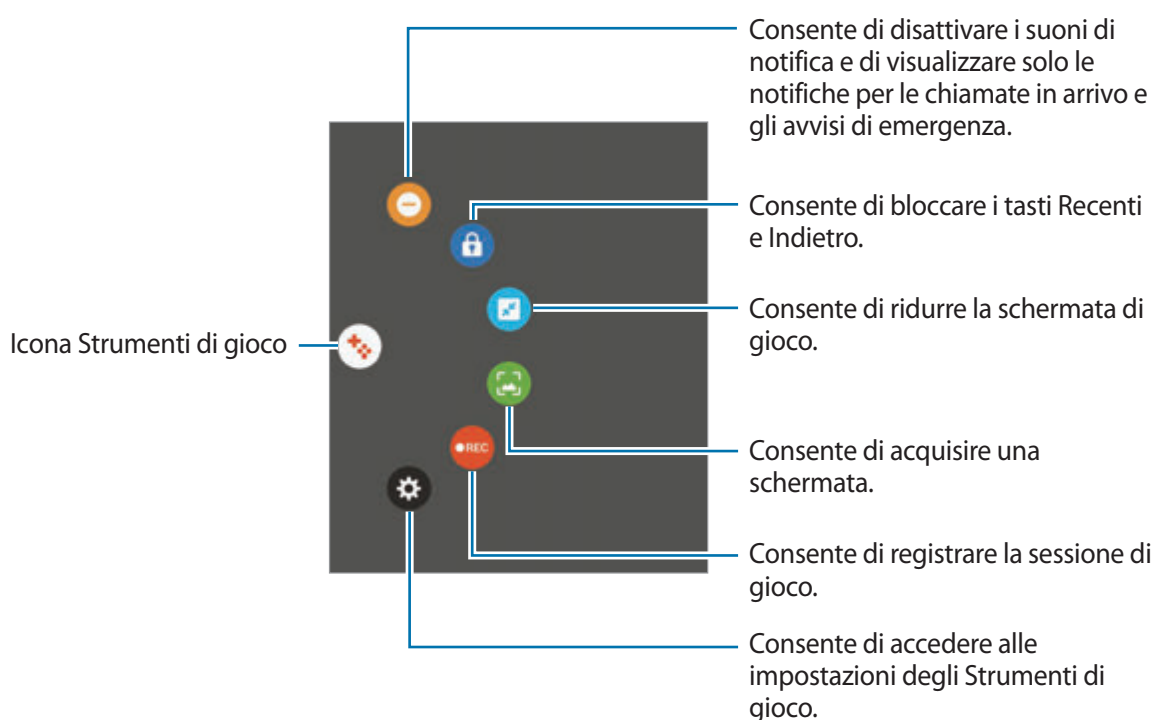 Consente di disattivare i suoni di
notifica e di visualizzare solo le
notifiche per le chiamate in arrivo e
gli avvisi di emergenza.
Consente di bloccare i tasti Recenti
e Indietro.
Consente di ridurre la schermata di
gioco.
Icona Strumenti di gioco
Consente di acquisire una
schermata.
REC
Consente di registrare la sessione di
gioco.
Consente di accedere alle
impostazioni degli Strumenti di
gioco.